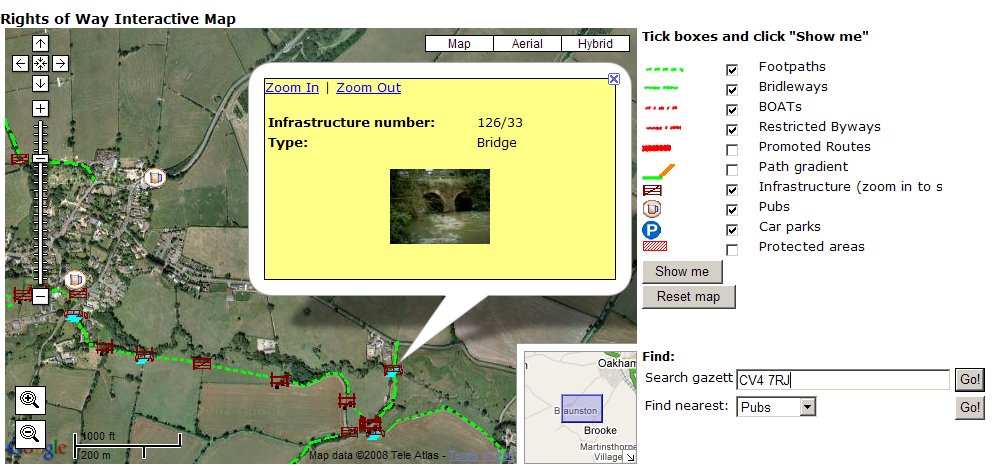 Rights of Way Interactive Map
Map
Aerial
Hybrid
Zoom In | Zoom Out
Infrastructure number: 126/33
Type: Bridge
Tick boxes and click "Show me"
Footpaths
Bridleways
BOATs
Restricted Byways
Promoted Routes
Path gradient
Infrastructure (zoom in to s
Pubs
P Car parks
Protected areas
Show me
Reset map
Find:
Search gazett CV4 7RJ Go!
Find nearest: Pubs Go!
Oakham
Braunston
Brooke
Martinsthorpe
Village
1000 ft
200 m
Google
Map data ©2008 Tele Atlas - Terms of